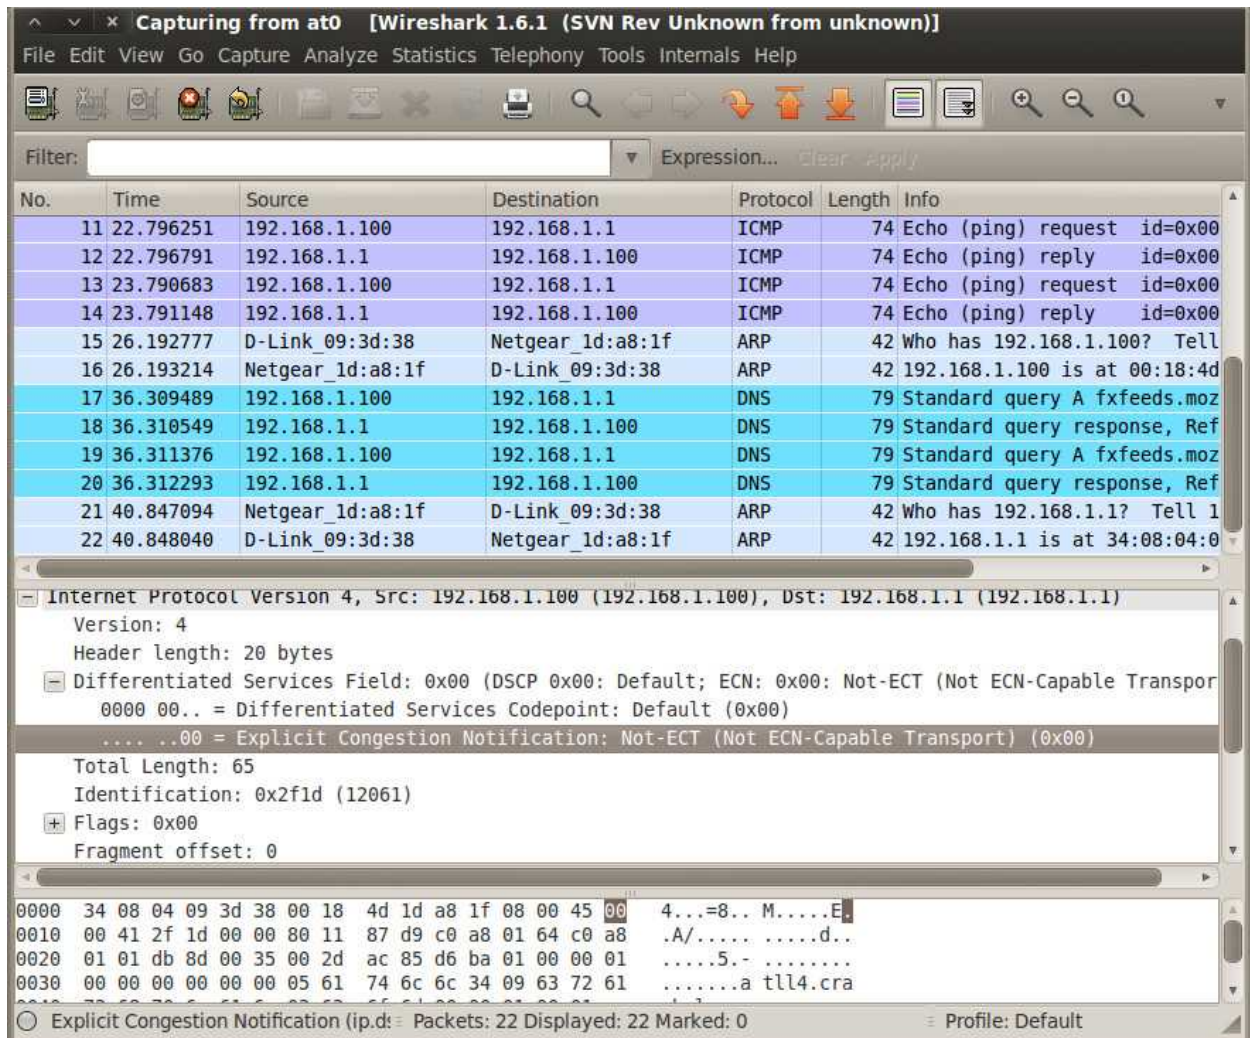 Capturing from at0 [Wireshark 1.6.1 (SVN Rev Unknown from unknown)]
File Edit View Go Capture Analyze Statistics Telephony Tools Internals Help
Filter: Expression... Clear Apply
No. Time Source Destination Protocol Length Info
11 22.796251 192.168.1.100 192.168.1.1 ICMP 74 Echo (ping) request id=0x00
12 22.796791 192.168.1.1 192.168.1.100 ICMP 74 Echo (ping) reply id=0x00
13 23.790683 192.168.1.100 192.168.1.1 ICMP 74 Echo (ping) request id=0x00
14 23.791148 192.168.1.1 192.168.1.100 ICMP 74 Echo (ping) reply id=0x00
15 26.192777 D-Link_09:3d:38 Netgear_1d:a8:1f ARP 42 Who has 192.168.1.100? Tell
16 26.193214 Netgear_1d:a8:1f D-Link_09:3d:38 ARP 42 192.168.1.100 is at 00:18:4d
17 36.309489 192.168.1.100 192.168.1.1 DNS 79 Standard query A fxfeeds.moz
18 36.310549 192.168.1.1 192.168.1.100 DNS 79 Standard query response, Ref
19 36.311376 192.168.1.100 192.168.1.1 DNS 79 Standard query A fxfeeds.moz
20 36.312293 192.168.1.1 192.168.1.100 DNS 79 Standard query response, Ref
21 40.847094 Netgear_1d:a8:1f D-Link_09:3d:38 ARP 42 Who has 192.168.1.1? Tell 1
22 40.848040 D-Link_09:3d:38 Netgear_1d:a8:1f ARP 42 192.168.1.1 is at 34:08:04:0
Internet Protocol Version 4, Src: 192.168.1.100 (192.168.1.100), Dst: 192.168.1.1 (192.168.1.1)
Version: 4
Header length: 20 bytes
Differentiated Services Field: 0x00 (DSCP 0x00: Default; ECN: 0x00: Not-ECT (Not ECN-Capable Transpor
0000 00.. = Differentiated Services Codepoint: Default (0x00)
.... ..00 = Explicit Congestion Notification: Not-ECT (Not ECN-Capable Transport) (0x00)
Total Length: 65
Identification: 0x2f1d (12061)
Flags: 0x00
Fragment offset: 0
0000 34 08 04 09 3d 38 00 18 4d 1d a8 1f 08 00 45 00 4...=8.. M.....E.
0010 00 41 2f 1d 00 00 80 11 87 d9 c0 a8 01 64 c0 a8 .A/..... .....d..
0020 01 01 db 8d 00 35 00 2d ac 85 d6 ba 01 00 00 01 .....5.- ........
0030 00 00 00 00 00 00 05 61 74 6c 6c 34 09 63 72 61 .......a tll4.cra
Explicit Congestion Notification (ip.ds Packets: 22 Displayed: 22 Marked: 0 Profile: Default